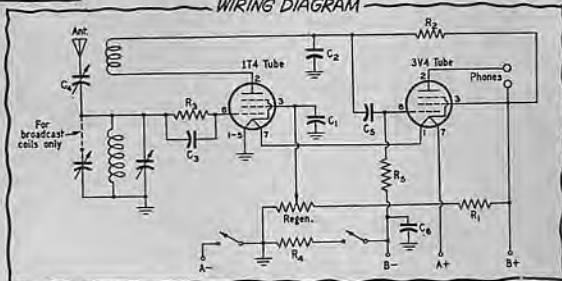 WIRING DIAGRAM
Ant.
R2
1T4 Tube
C2
3V4 Tube
2
2
Phones
C4
R3
For
broadcast
coils only
6
3
C1
C5
6
3
1-5
7
1
7
C3
R5
Regen.
R1
R4
C6
A-
B-
A+
B+